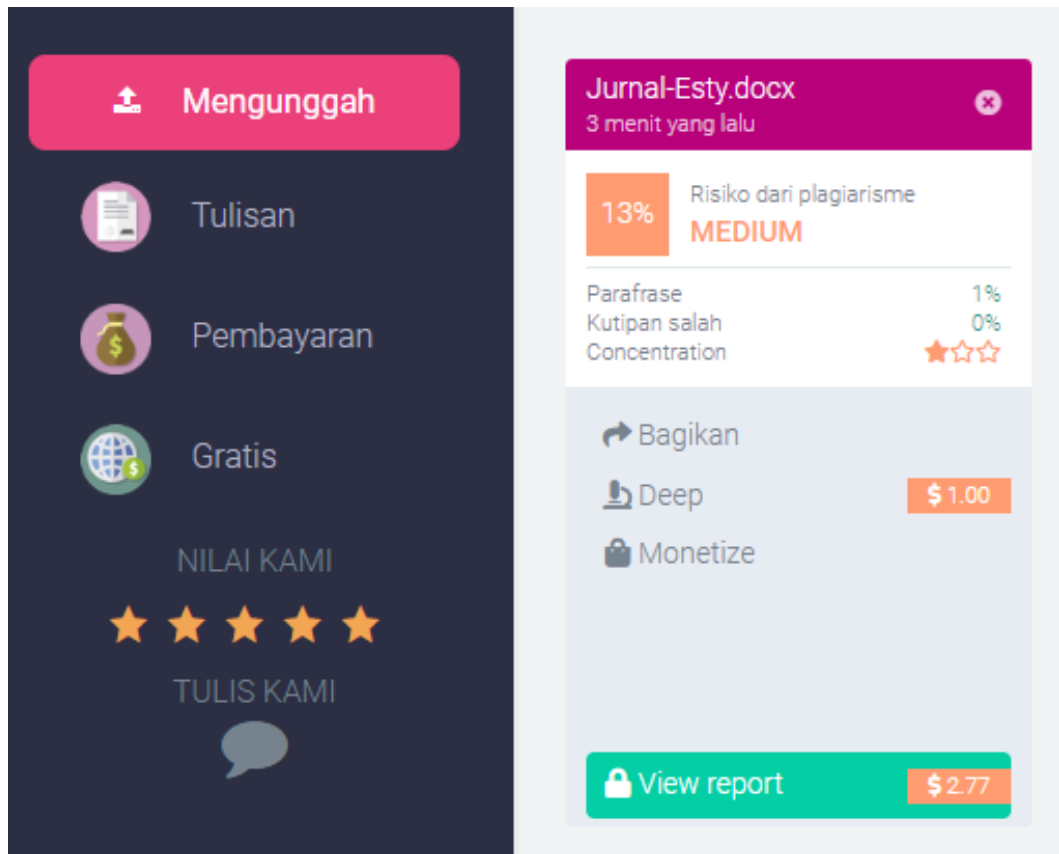 Mengunggah
Tulisan
Pembayaran
Gratis
NILAI KAMI
TULIS KAMI
Jurnal-Esty.docx
3 menit yang lalu
13%
Risiko dari plagiarisme
MEDIUM
Parafrase 1%
Kutipan salah 0%
Concentration
Bagikan
Deep $ 1.00
Monetize
View report $ 2.77